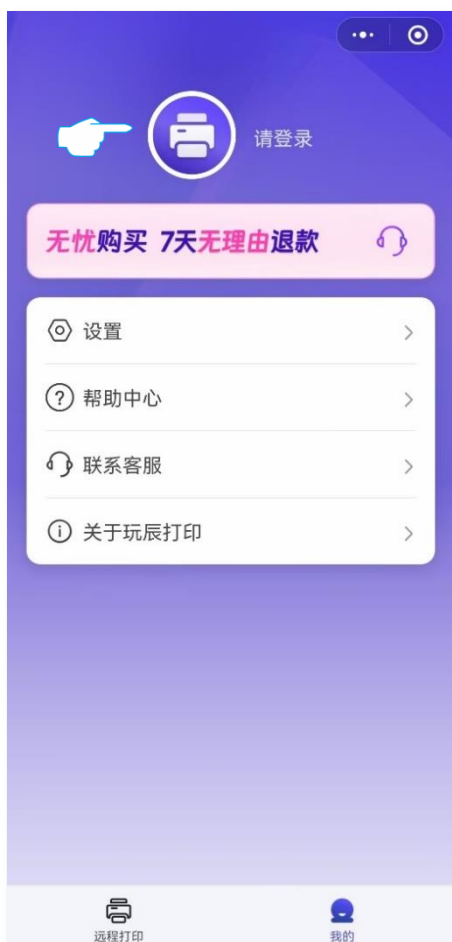 请登录
无忧购买 7天无理由退款
设置
帮助中心
联系客服
关于玩辰打印
远程打印
我的